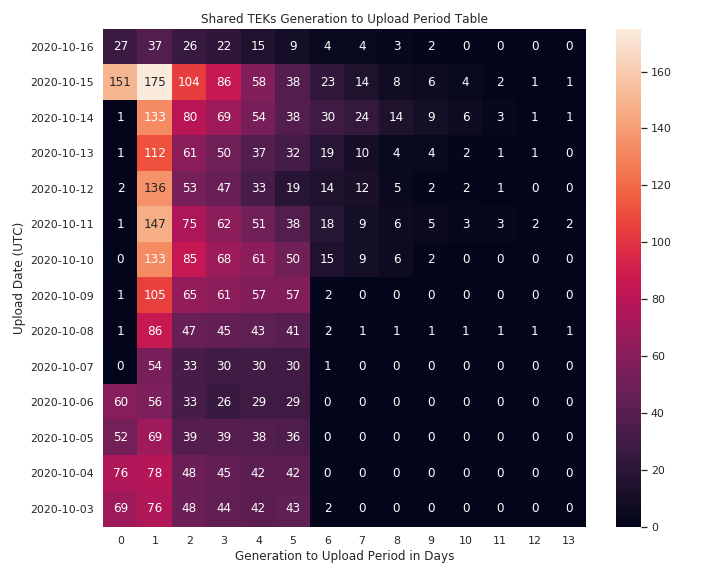 Shared TEKs Generation to Upload Period Table
Upload Date (UTC)
2020-10-16 27 37 26 22 15 9 4 4 3 2 0 0 0 0
2020-10-15 151 175 104 86 58 38 23 14 8 6 4 2 1 1
2020-10-14 1 133 80 69 54 38 30 24 14 9 6 3 1 1
2020-10-13 1 112 61 50 37 32 19 10 4 4 2 1 1 0
2020-10-12 2 136 53 47 33 19 14 12 5 2 2 1 0 0
2020-10-11 1 147 75 62 51 38 18 9 6 5 3 3 2 2
2020-10-10 0 133 85 68 61 50 15 9 6 2 0 0 0 0
2020-10-09 1 105 65 61 57 57 2 0 0 0 0 0 0 0
2020-10-08 1 86 47 45 43 41 2 1 1 1 1 1 1 1
2020-10-07 0 54 33 30 30 30 1 0 0 0 0 0 0 0
2020-10-06 60 56 33 26 29 29 0 0 0 0 0 0 0 0
2020-10-05 52 69 39 39 38 36 0 0 0 0 0 0 0 0
2020-10-04 76 78 48 45 42 42 0 0 0 0 0 0 0 0
2020-10-03 69 76 48 44 42 43 2 0 0 0 0 0 0 0
0 1 2 3 4 5 6 7 8 9 10 11 12 13
Generation to Upload Period in Days
160
140
120
100
80
60
40
20
0